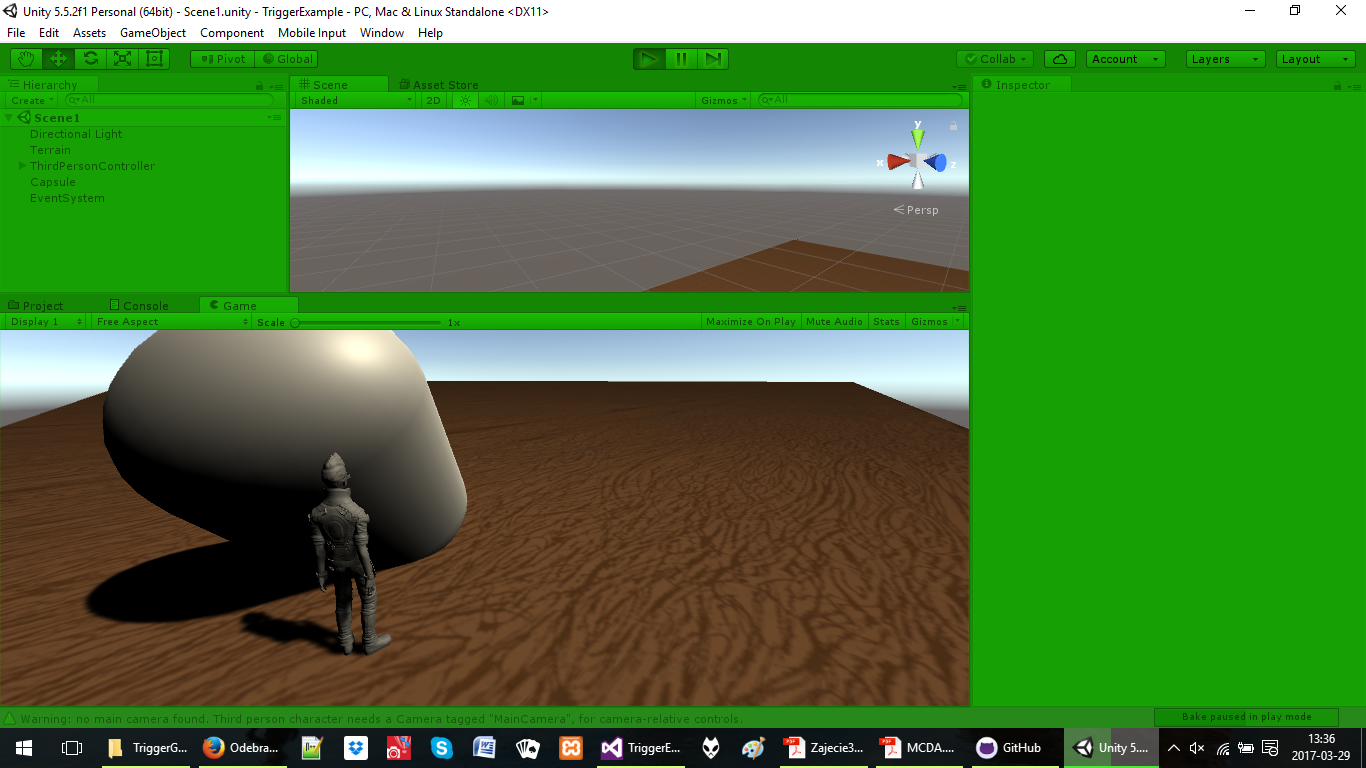 Unity 5.5.2f1 Personal (64bit) - Scene1.unity - TriggerExample - PC, Mac & Linux Standalone <DX11>
File Edit Assets GameObject Component Mobile Input Window Help
Pivot Global Collab Account Layers Layout
Hierarchy Scene Asset Store Inspector
Create All Shaded 2D Gizmos All
Scene1
Directional Light
Terrain
ThirdPersonController
Capsule
EventSystem
y
x z
Persp
Project Console Game
Display 1 Free Aspect Scale 1x Maximize On Play Mute Audio Stats Gizmos
Warning: no main camera found. Third person character needs a Camera tagged "MainCamera", for camera-relative controls.
Bake paused in play mode
TriggerG... Odebra... TriggerE... Zajecie3... MCDA.... GitHub Unity 5....
13:36
2017-03-29